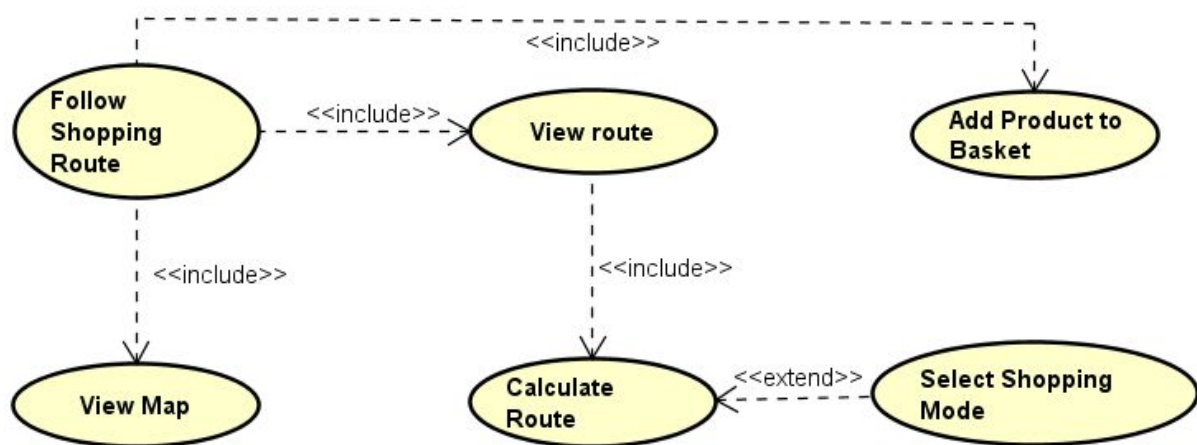 <<include>>
Follow
Shopping
Route
<<include>>
View route
Add Product to
Basket
<<include>>
<<include>>
View Map
Calculate
Route
<<extend>>
Select Shopping
Mode